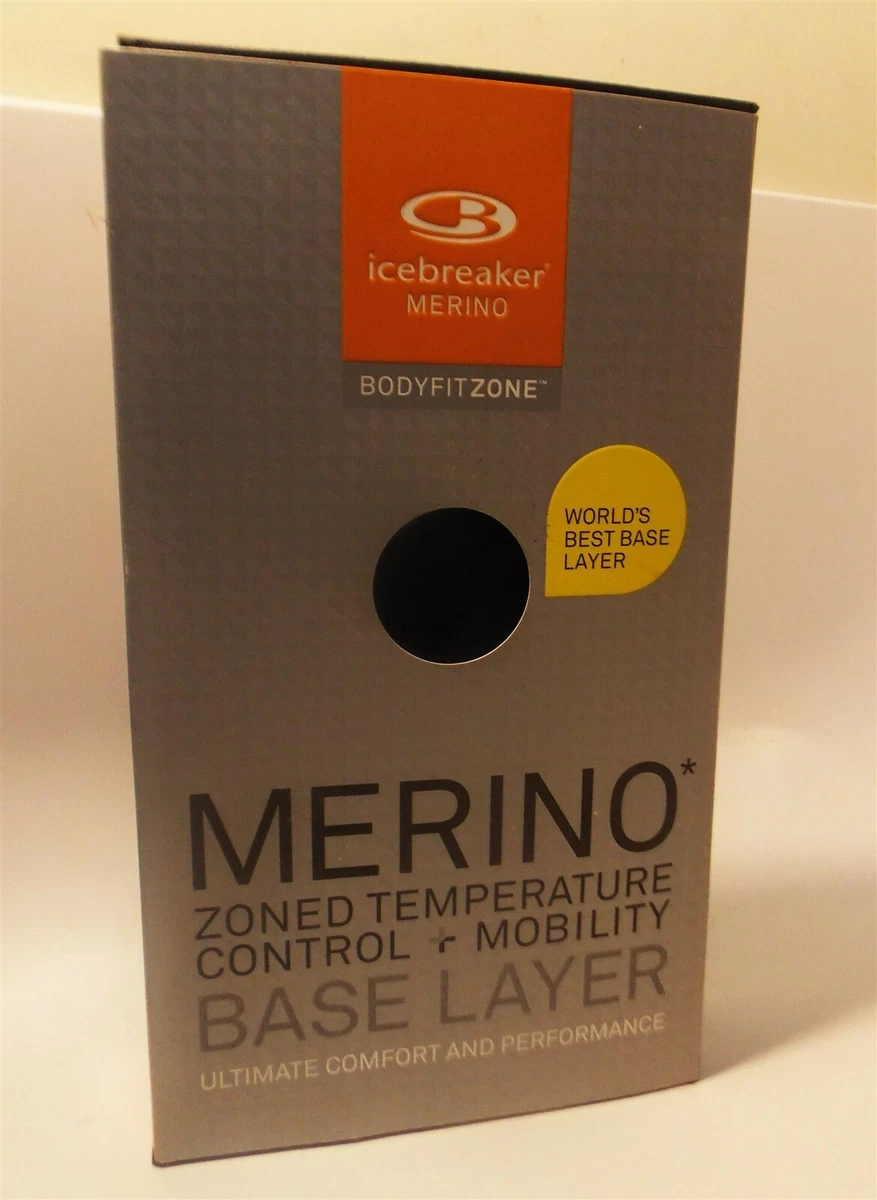 icebreaker®
MERINO
BODYFITZONE™
WORLD'S
BEST BASE
LAYER
MERINO*
ZONED TEMPERATURE
CONTROL + MOBILITY
BASE LAYER
ULTIMATE COMFORT AND PERFORMANCE